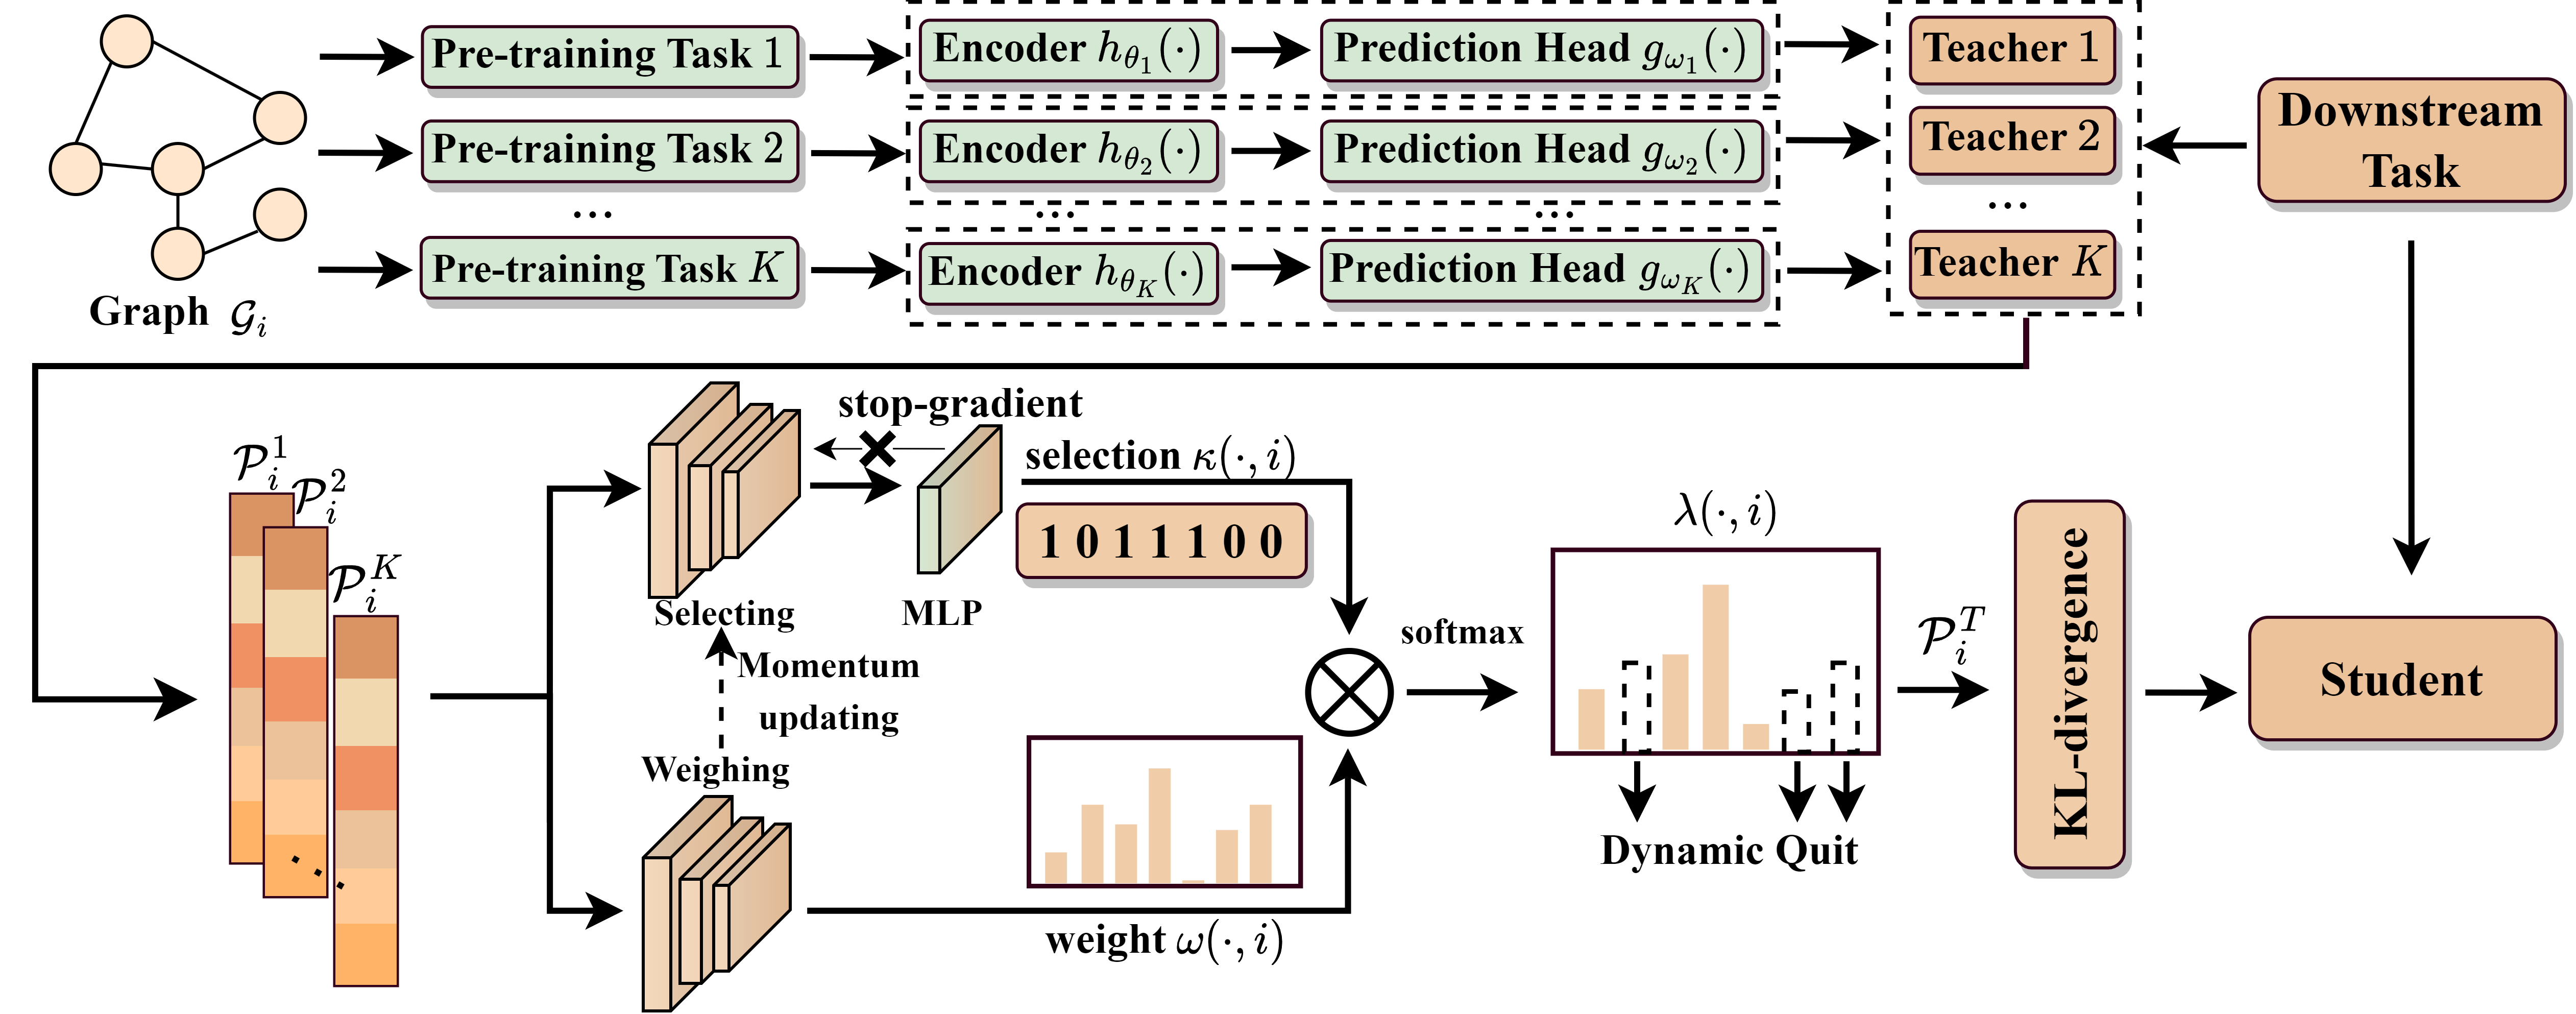 Pre-training Task 1
Encoder $h_{\theta_1}(\cdot)$
Prediction Head $g_{\omega_1}(\cdot)$
Teacher 1
Pre-training Task 2
Encoder $h_{\theta_2}(\cdot)$
Prediction Head $g_{\omega_2}(\cdot)$
Teacher 2
...
...
...
...
Pre-training Task $K$
Encoder $h_{\theta_K}(\cdot)$
Prediction Head $g_{\omega_K}(\cdot)$
Teacher $K$
Downstream
Task
Graph $\mathcal{G}_i$
$\mathcal{P}_i^1$
$\mathcal{P}_i^2$
$\mathcal{P}_i^K$
stop-gradient
Selecting
MLP
selection $\kappa(\cdot, i)$
1 0 1 1 1 0 0
Momentum
updating
Weighing
weight $\omega(\cdot, i)$
softmax
$\lambda(\cdot, i)$
Dynamic Quit
$\mathcal{P}_i^T$
KL-divergence
Student